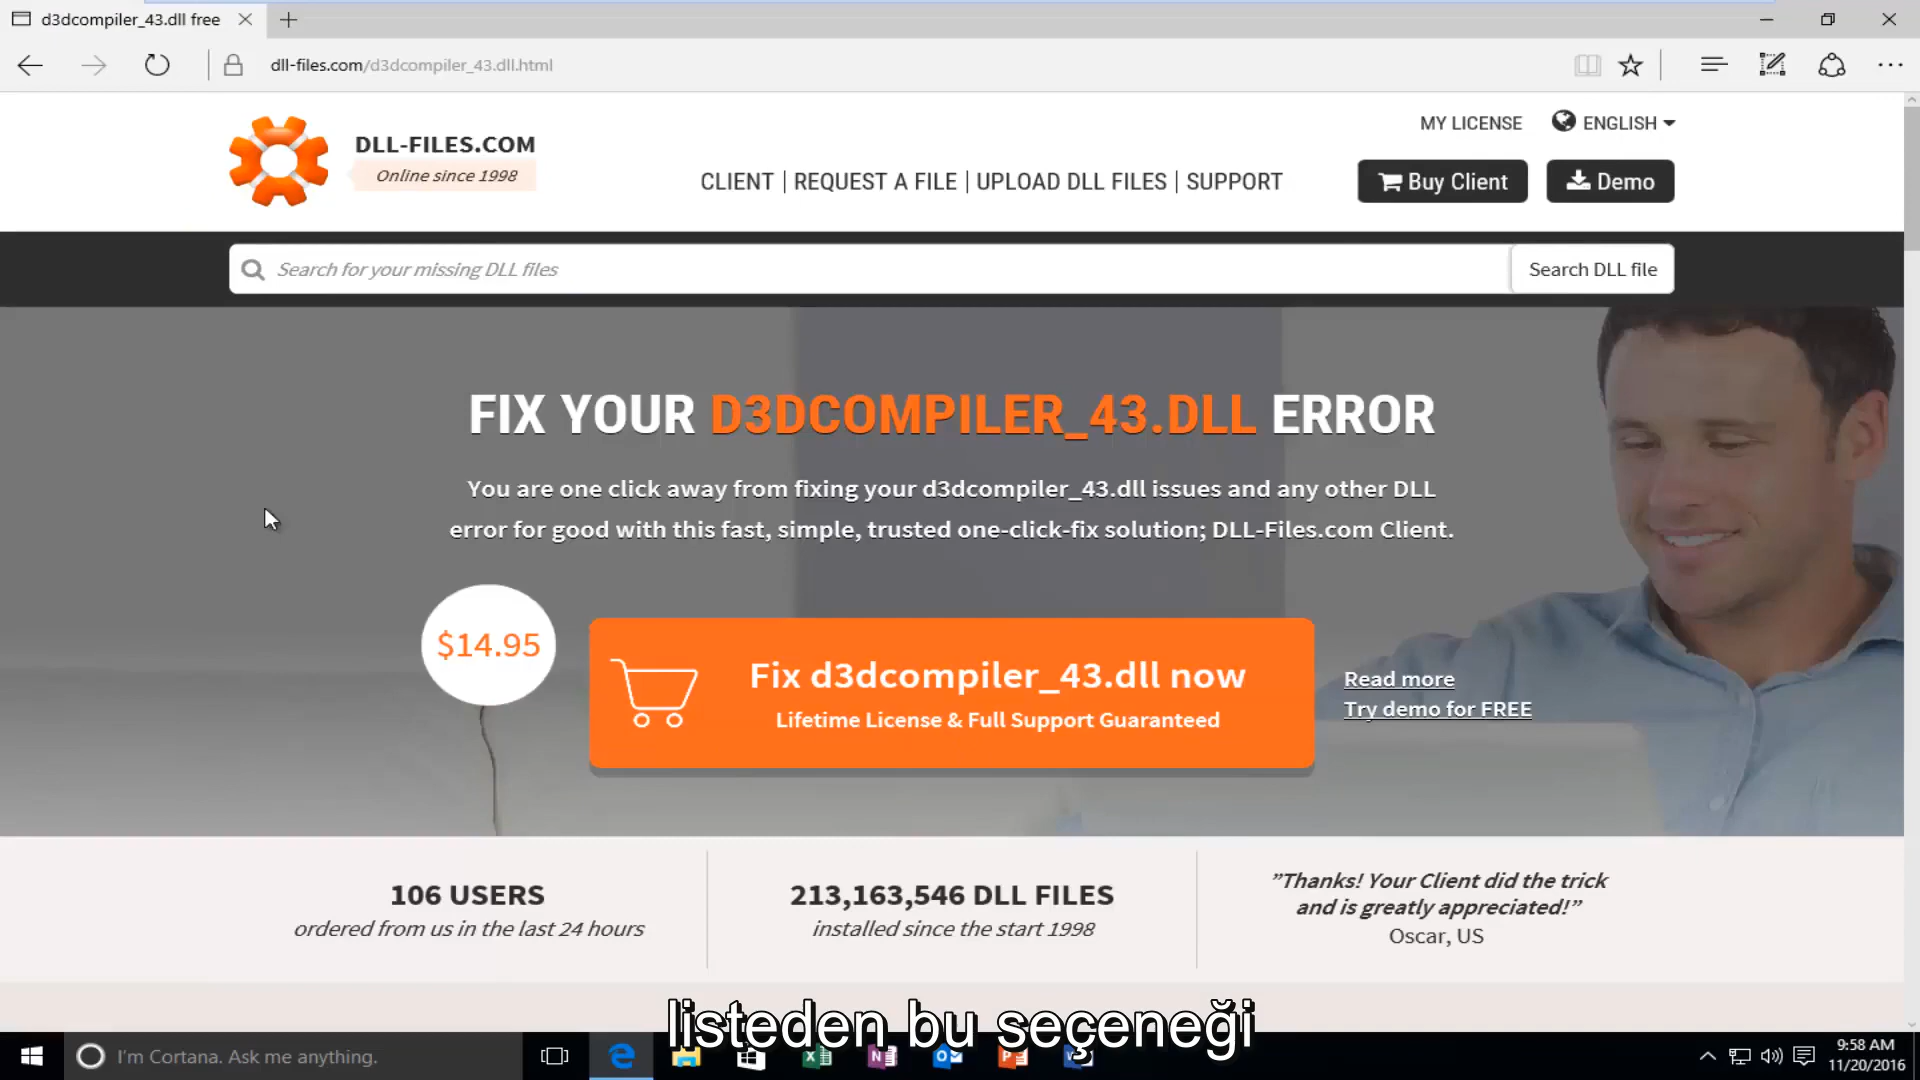 d3dcompiler_43.dll free
dll-files.com/d3dcompiler_43.dll.html
MY LICENSE
ENGLISH
DLL-FILES.COM
Online since 1998
CLIENT | REQUEST A FILE | UPLOAD DLL FILES | SUPPORT
Buy Client
Demo
Search for your missing DLL files
Search DLL file
FIX YOUR D3DCOMPILER_43.DLL ERROR
You are one click away from fixing your d3dcompiler_43.dll issues and any other DLL
error for good with this fast, simple, trusted one-click-fix solution; DLL-Files.com Client.
$14.95
Fix d3dcompiler_43.dll now
Lifetime License & Full Support Guaranteed
Read more
Try demo for FREE
106 USERS
ordered from us in the last 24 hours
213,163,546 DLL FILES
installed since the start 1998
"Thanks! Your Client did the trick
and is greatly appreciated!"
Oscar, US
listeden bu seçeneği
I'm Cortana. Ask me anything.
9:58 AM
11/20/2016